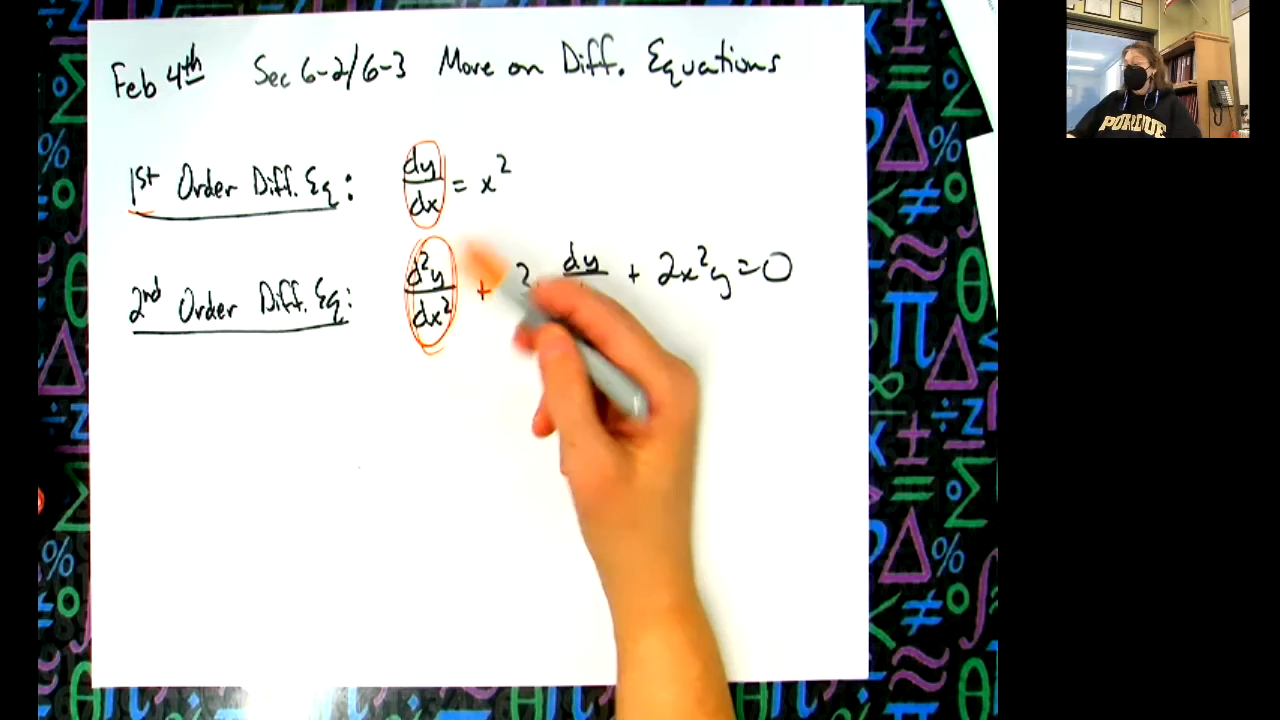 Feb 4th Sec 6-2/6-3 More on Diff. Equations
1st Order Diff. Eq: dy/dx = x²
2nd Order Diff. Eq: d²y/dx² + 2 dy + 2x²y = 0
PURDUE